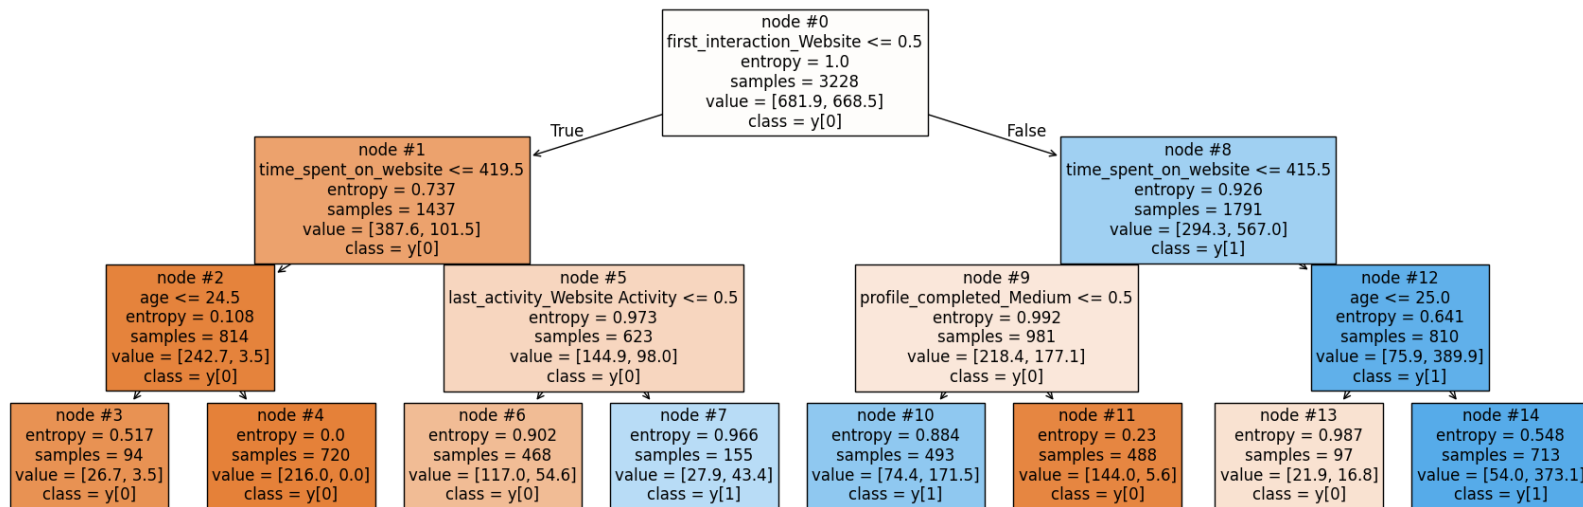 node #0
first_interaction_Website <= 0.5
entropy = 1.0
samples = 3228
value = [681.9, 668.5]
class = y[0]
True
False
node #1
time_spent_on_website <= 419.5
entropy = 0.737
samples = 1437
value = [387.6, 101.5]
class = y[0]
node #8
time_spent_on_website <= 415.5
entropy = 0.926
samples = 1791
value = [294.3, 567.0]
class = y[1]
node #2
age <= 24.5
entropy = 0.108
samples = 814
value = [242.7, 3.5]
class = y[0]
node #5
last_activity_Website Activity <= 0.5
entropy = 0.973
samples = 623
value = [144.9, 98.0]
class = y[0]
node #9
profile_completed_Medium <= 0.5
entropy = 0.992
samples = 981
value = [218.4, 177.1]
class = y[0]
node #12
age <= 25.0
entropy = 0.641
samples = 810
value = [75.9, 389.9]
class = y[1]
node #3
entropy = 0.517
samples = 94
value = [26.7, 3.5]
class = y[0]
node #4
entropy = 0.0
samples = 720
value = [216.0, 0.0]
class = y[0]
node #6
entropy = 0.902
samples = 468
value = [117.0, 54.6]
class = y[0]
node #7
entropy = 0.966
samples = 155
value = [27.9, 43.4]
class = y[1]
node #10
entropy = 0.884
samples = 493
value = [74.4, 171.5]
class = y[1]
node #11
entropy = 0.23
samples = 488
value = [144.0, 5.6]
class = y[0]
node #13
entropy = 0.987
samples = 97
value = [21.9, 16.8]
class = y[0]
node #14
entropy = 0.548
samples = 713
value = [54.0, 373.1]
class = y[1]